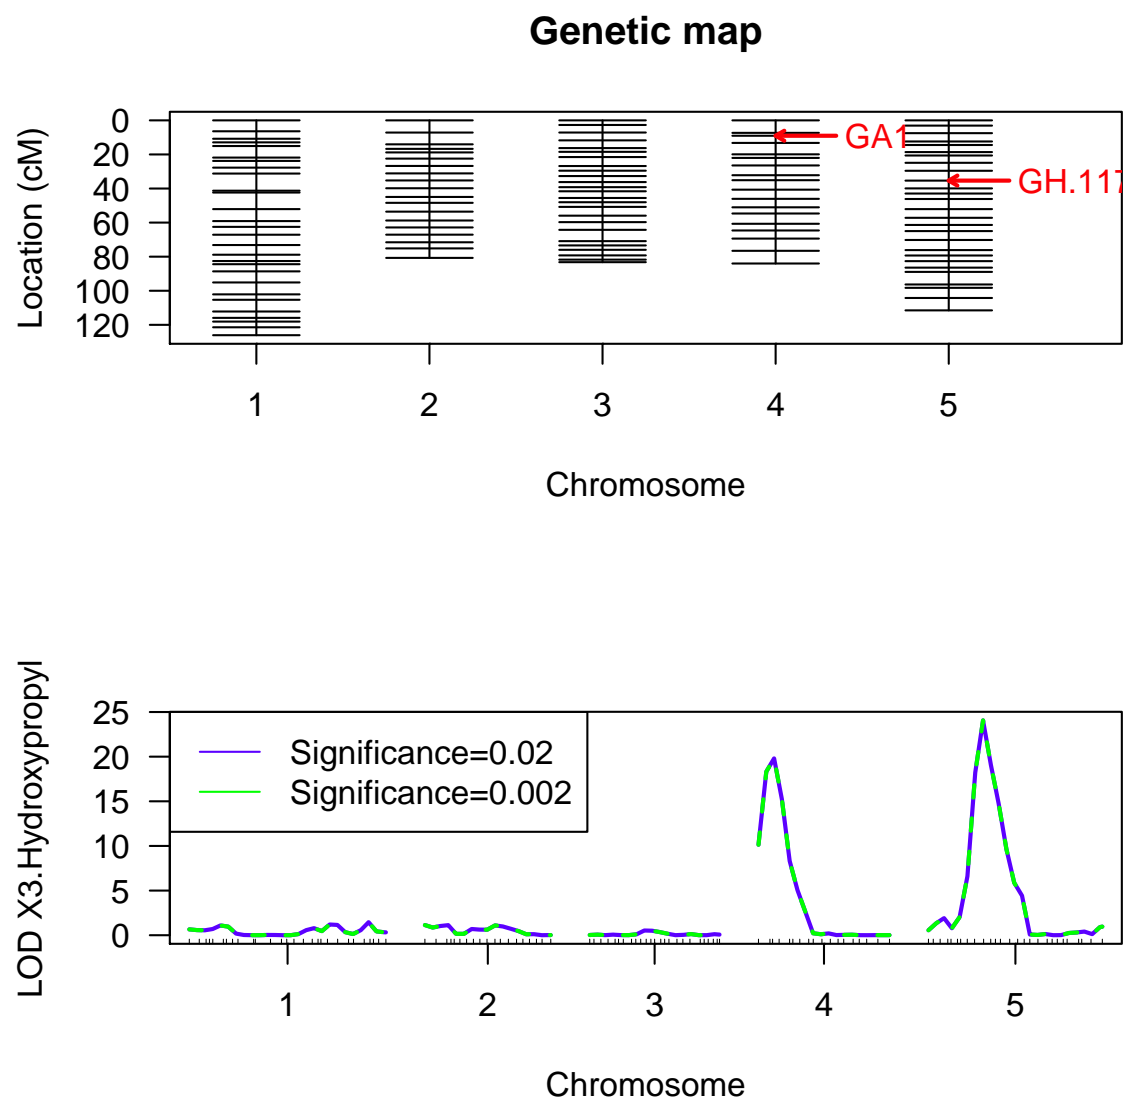 Genetic map
Location (cM)
0
20
40
60
80
100
120
GA1
GH.117
1 2 3 4 5
Chromosome
LOD X3.Hydroxypropyl
25
20
15
10
5
0
Significance=0.02
Significance=0.002
1 2 3 4 5
Chromosome